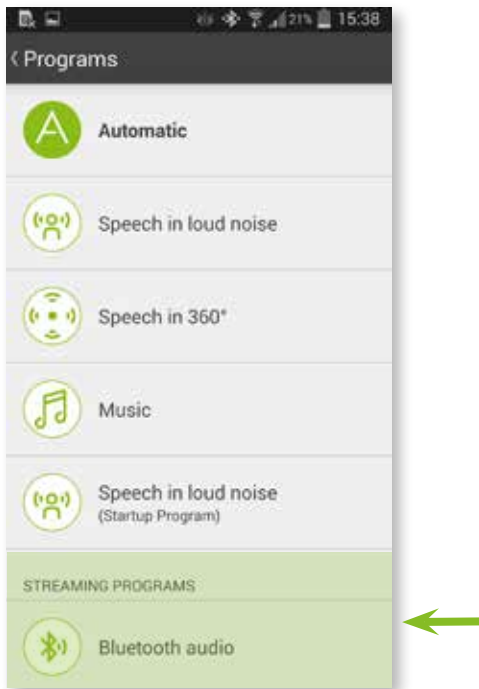 21% 15:38
Programs
A Automatic
Speech in loud noise
Speech in 360°
Music
Speech in loud noise
(Startup Program)
STREAMING PROGRAMS
Bluetooth audio